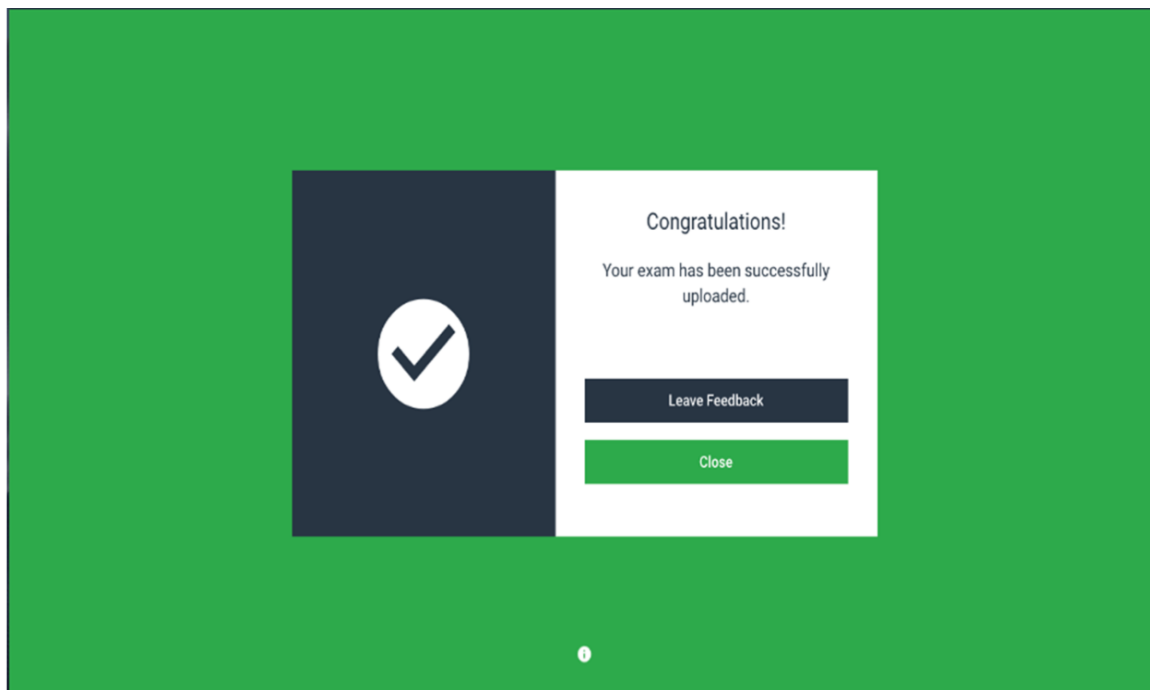 Congratulations!
Your exam has been successfully
uploaded.
Leave Feedback
Close